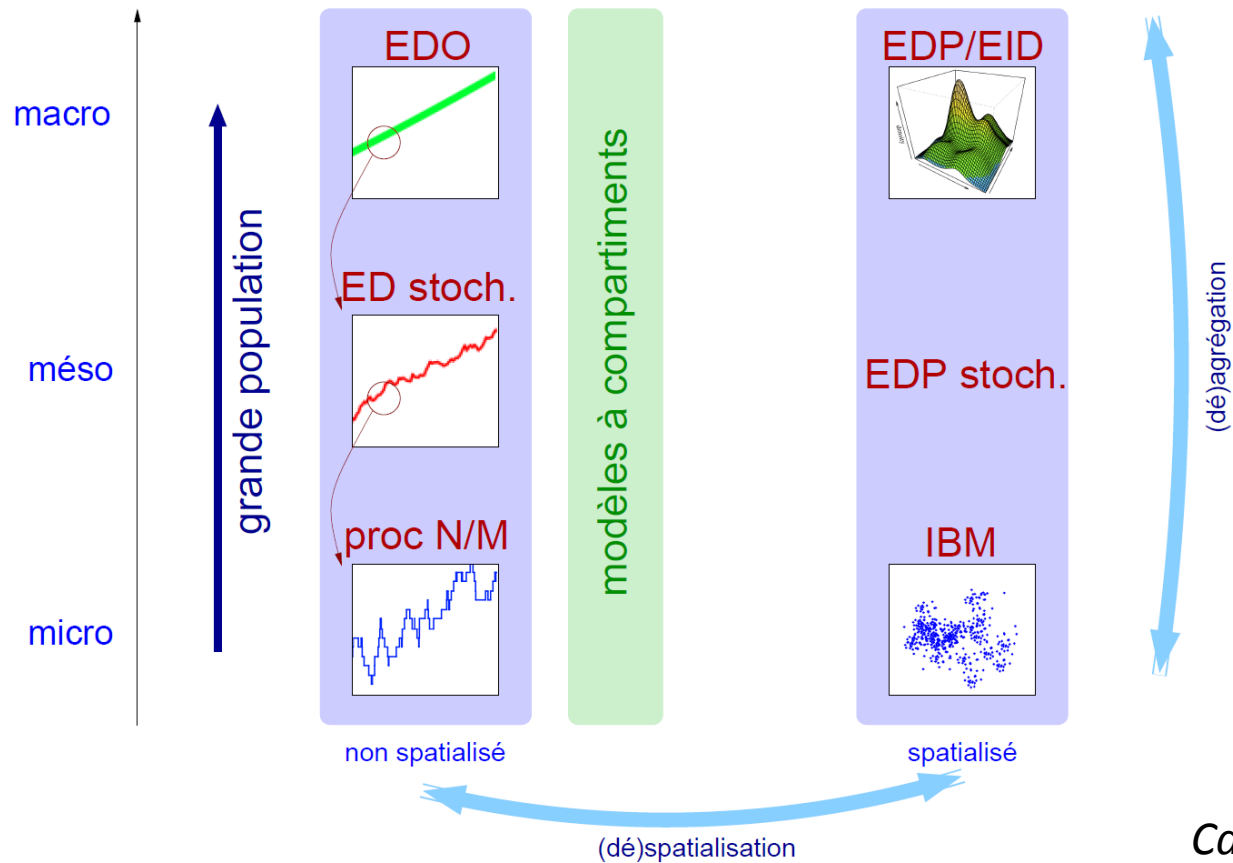 EDO
EDP/EID
macro
grande population
modèles à compartiments
ED stoch.
méso
EDP stoch.
(dé)agrégation
proc N/M
IBM
micro
non spatialisé
spatialisé
(dé)spatialisation